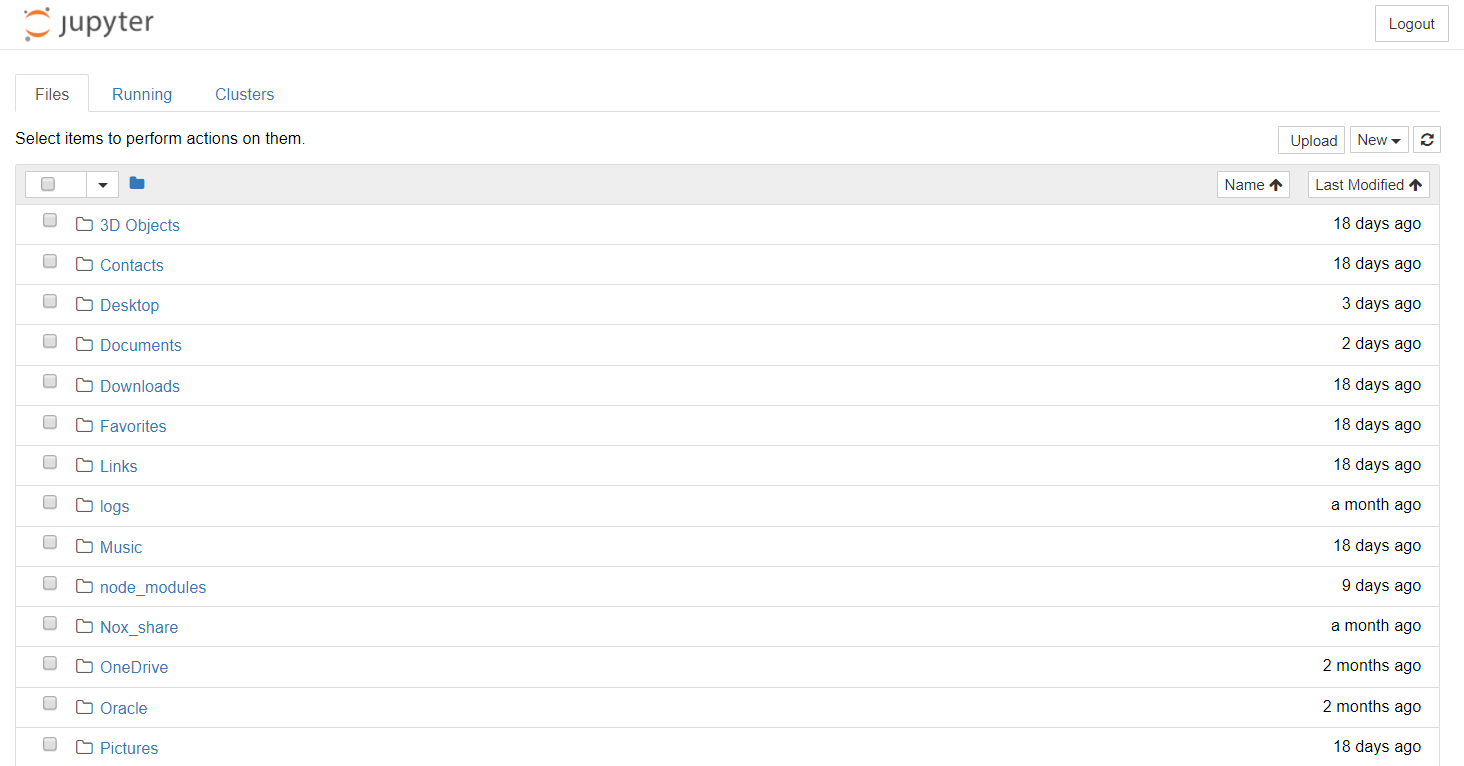 jupyter Logout
Files Running Clusters
Select items to perform actions on them. Upload New
Name Last Modified
3D Objects 18 days ago
Contacts 18 days ago
Desktop 3 days ago
Documents 2 days ago
Downloads 18 days ago
Favorites 18 days ago
Links 18 days ago
logs a month ago
Music 18 days ago
node_modules 9 days ago
Nox_share a month ago
OneDrive 2 months ago
Oracle 2 months ago
Pictures 18 days ago